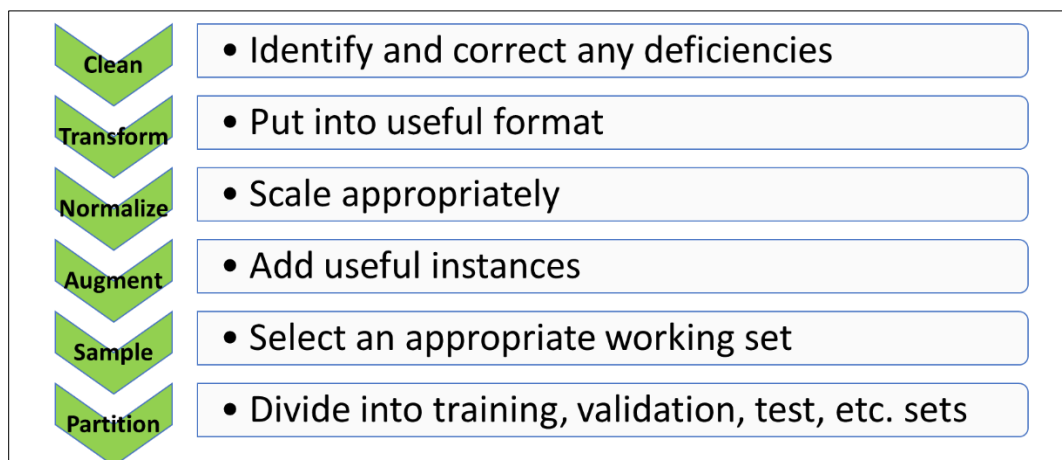 Clean
• Identify and correct any deficiencies
Transform
• Put into useful format
Normalize
• Scale appropriately
Augment
• Add useful instances
Sample
• Select an appropriate working set
Partition
• Divide into training, validation, test, etc. sets